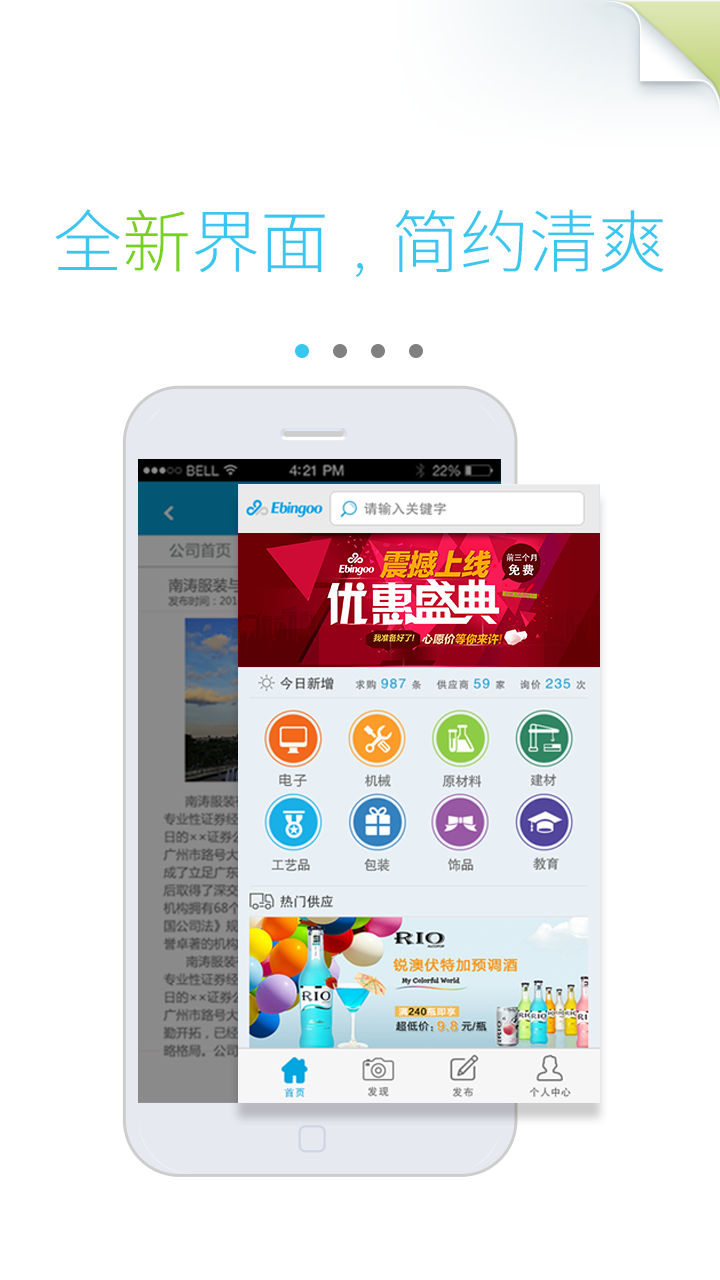 全新界面，简约清爽
BELL 4:21 PM 22%
Ebingoo 请输入关键字
公司首页
Ebingoo 震撼上线 前三个月
免费
优惠盛典
我准备好了! 心愿价等你来许!
南涛服装与
发布时间：201
今日新增 求购 987 条 供应商 59 家 询价 235 次
电子 机械 原材料 建材
工艺品 包装 饰品 教育
南涛服装有
专业性证券经
日的××证券公
广州市路号大
成了立足广东
后取得了深交
机构拥有68个
国公司法》规
誉卓著的机构
南涛服装
专业性证券经
日的××证券公
广州市路号大
勤开拓，已经
略格局。公司
热门供应
RIO
锐澳伏特加预调酒
My Colorful World
满240瓶即享
超低价：9.8 元/瓶
RIO
首页 发现 发布 个人中心